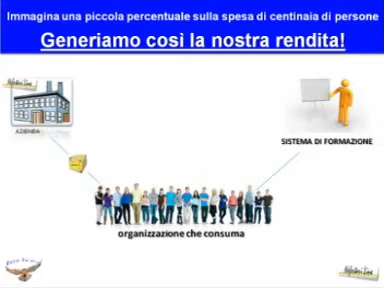 Immagina una piccola percentuale sulla spesa di centinaia di persone
Generiamo così la nostra rendita!
AZIENDA
SISTEMA DI FORMAZIONE
organizzazione che consuma